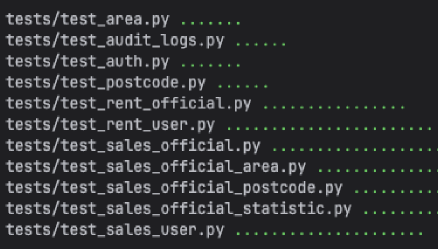 tests/test_area.py .......
tests/test_audit_logs.py ......
tests/test_auth.py .......
tests/test_postcode.py ......
tests/test_rent_official.py ................
tests/test_rent_user.py .......................
tests/test_sales_official.py ..................
tests/test_sales_official_area.py .............
tests/test_sales_official_postcode.py .........
tests/test_sales_official_statistic.py ........
tests/test_sales_user.py .....................